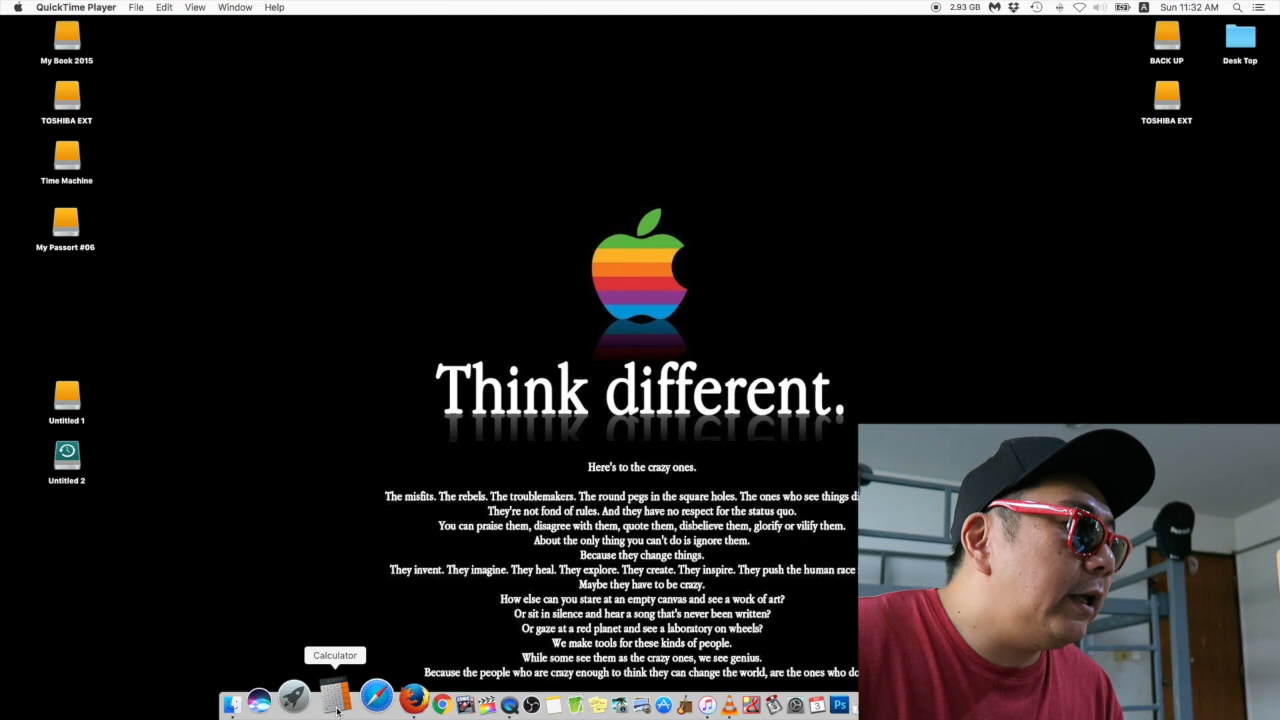 QuickTime Player File Edit View Window Help 2.93 GB Sun 11:32 AM
My Book 2015
TOSHIBA EXT
Time Machine
My Passort #06
Untitled 1
Untitled 2
BACK UP
Desk Top
TOSHIBA EXT
Think different.
Here's to the crazy ones.
The misfits. The rebels. The troublemakers. The round pegs in the square holes. The ones who see things di
They're not fond of rules. And they have no respect for the status quo.
You can praise them, disagree with them, quote them, disbelieve them, glorify or vilify them.
About the only thing you can't do is ignore them.
Because they change things.
They invent. They imagine. They heal. They explore. They create. They inspire. They push the human race
Maybe they have to be crazy.
How else can you stare at an empty canvas and see a work of art?
Or sit in silence and hear a song that's never been written?
Or gaze at a red planet and see a laboratory on wheels?
We make tools for these kinds of people.
While some see them as the crazy ones, we see genius.
Because the people who are crazy enough to think they can change the world, are the ones who do
Calculator
3
Ps